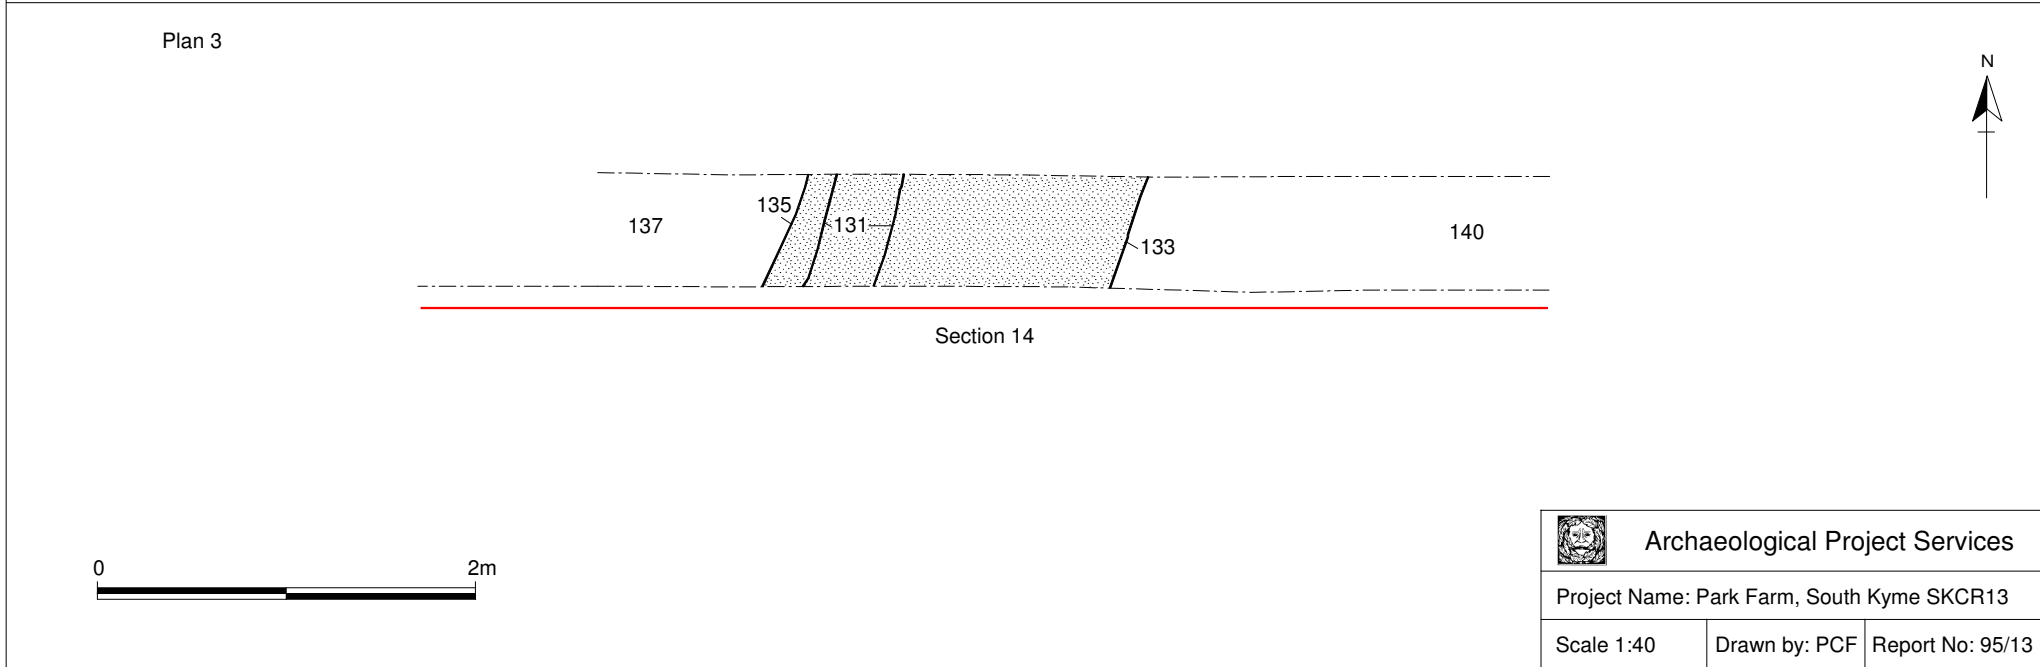 Plan 3
N
135
137
131
133
140
Section 14
0 2m
Archaeological Project Services
Project Name: Park Farm, South Kyme SKCR13
Scale 1:40 Drawn by: PCF Report No: 95/13